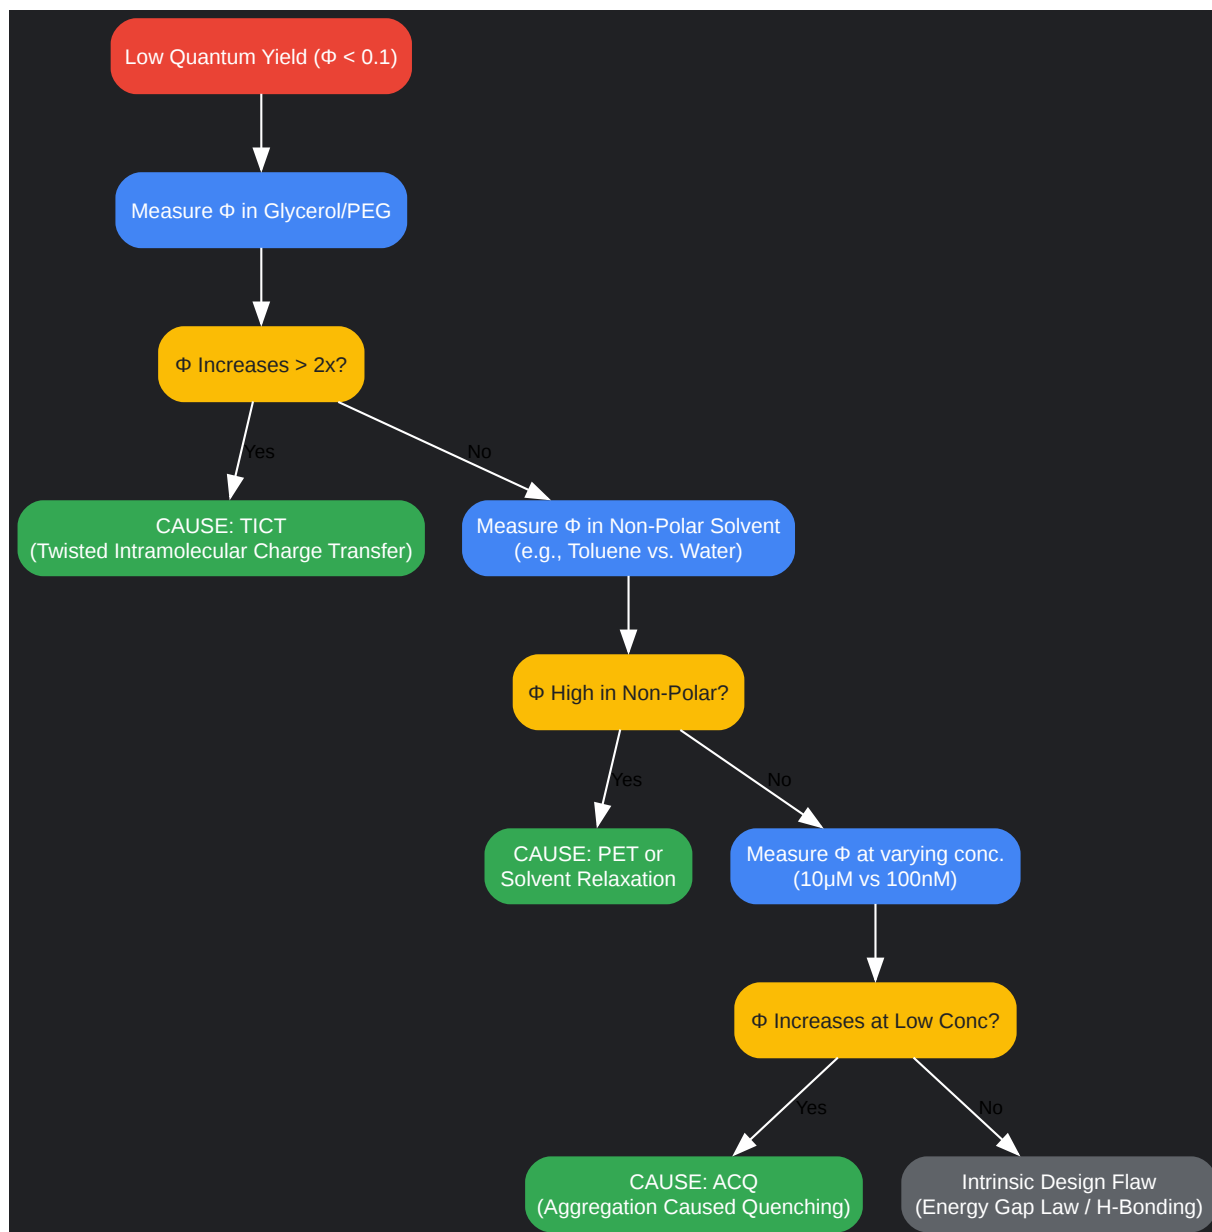 Low Quantum Yield (Φ < 0.1)
Measure Φ in Glycerol/PEG
Φ Increases > 2x?
Yes
No
CAUSE: TICT
(Twisted Intramolecular Charge Transfer)
Measure Φ in Non-Polar Solvent
(e.g., Toluene vs. Water)
Φ High in Non-Polar?
Yes
No
CAUSE: PET or
Solvent Relaxation
Measure Φ at varying conc.
(10μM vs 100nM)
Φ Increases at Low Conc?
Yes
No
CAUSE: ACQ
(Aggregation Caused Quenching)
Intrinsic Design Flaw
(Energy Gap Law / H-Bonding)